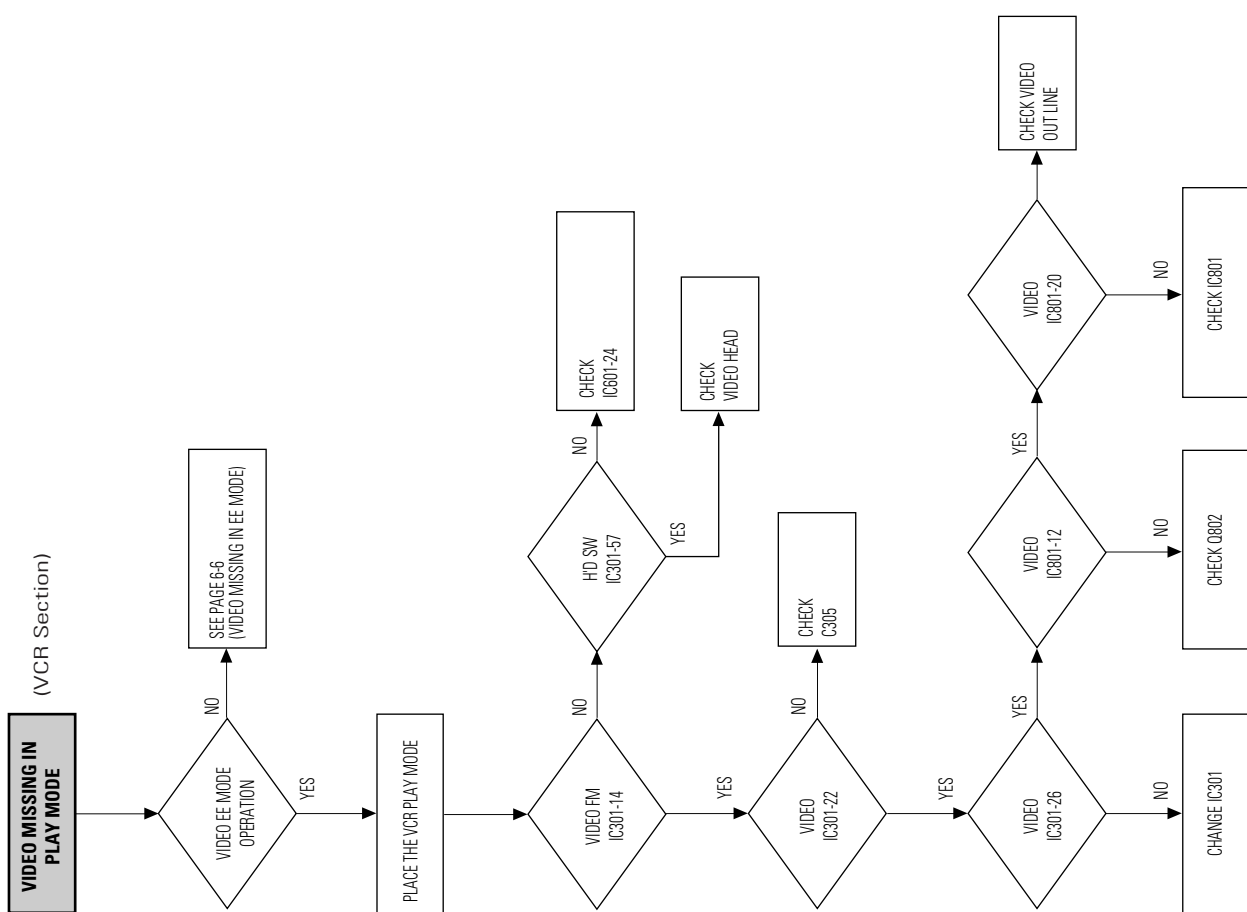 VIDEO MISSING IN
PLAY MODE
(VCR Section)
VIDEO EE MODE
OPERATION
NO
SEE PAGE 6-6
(VIDEO MISSING IN EE MODE)
YES
PLACE THE VCR PLAY MODE
VIDEO FM
IC301-14
NO
H'D SW
IC301-57
NO
CHECK
IC601-24
YES
CHECK
VIDEO HEAD
YES
VIDEO
IC301-22
NO
CHECK
C305
YES
VIDEO
IC301-26
YES
VIDEO
IC801-12
YES
VIDEO
IC801-20
CHECK VIDEO
OUT LINE
NO
CHANGE IC301
NO
CHECK Q802
NO
CHECK IC801